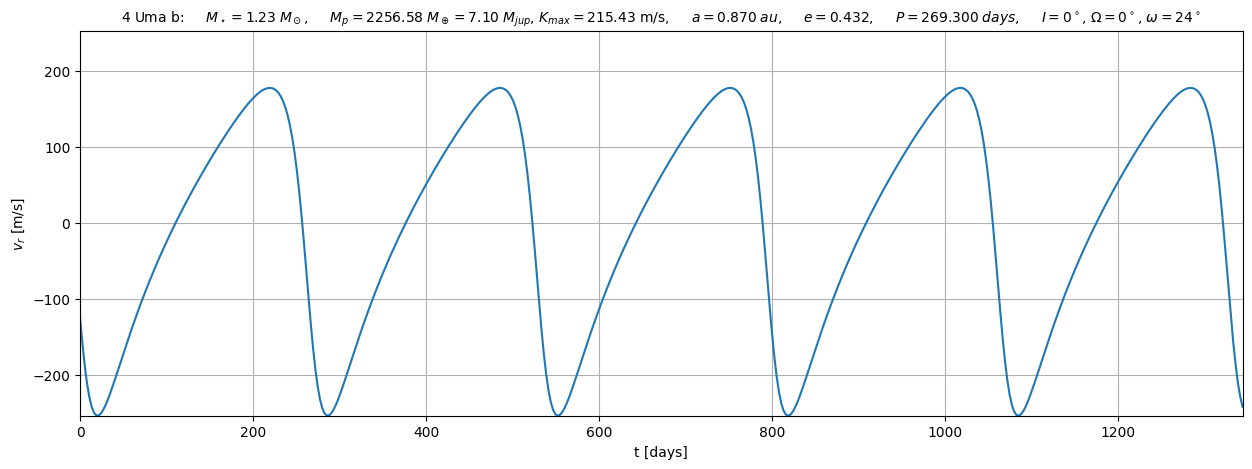 4 Uma b: M⋆ = 1.23 M⊙, Mp = 2256.58 M⊕ = 7.10 Mjup, Kmax = 215.43 m/s, a = 0.870 au, e = 0.432, P = 269.300 days, I = 0°, Ω = 0°, ω = 24°
200
100
0
−100
−200
vr [m/s]
0 200 400 600 800 1000 1200
t [days]